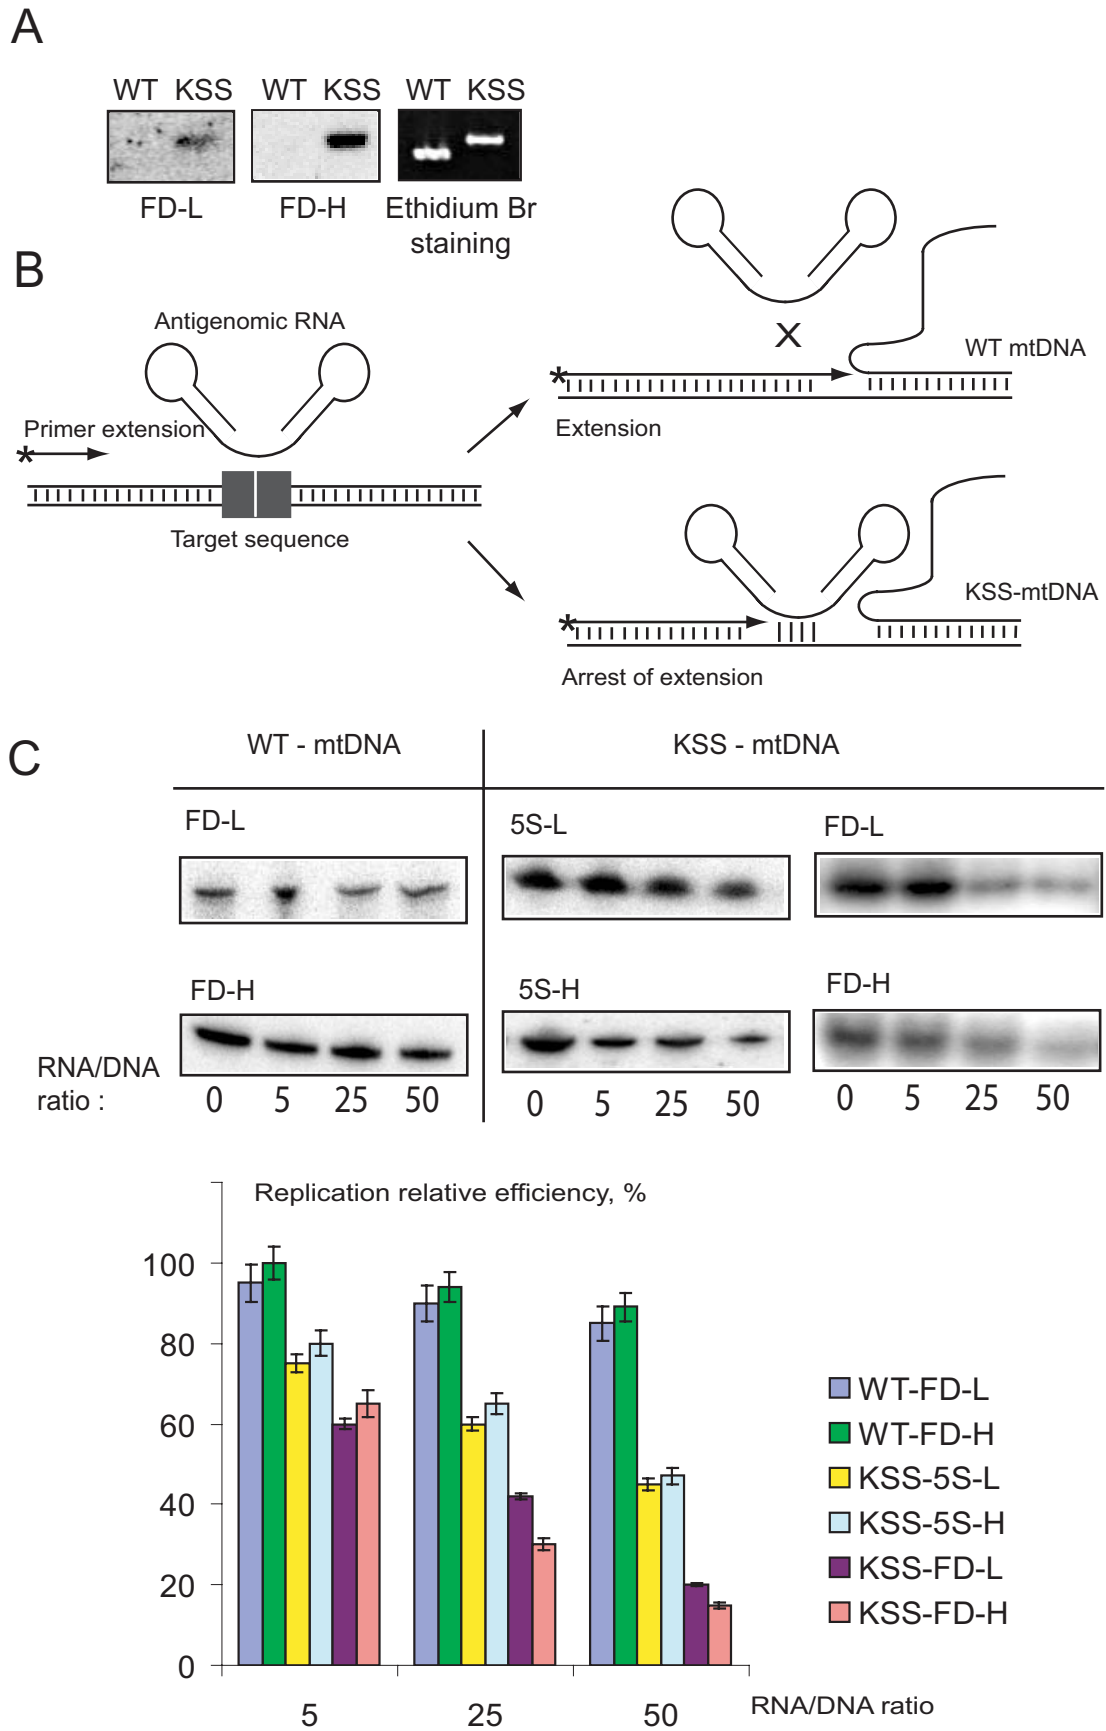 A
WT KSS WT KSS WT KSS
FD-L FD-H Ethidium Br
staining
B
Antigenomic RNA
Primer extension
*
Target sequence
X
WT mtDNA
*
Extension
KSS-mtDNA
*
Arrest of extension
C
WT - mtDNA KSS - mtDNA
FD-L 5S-L FD-L
FD-H 5S-H FD-H
RNA/DNA
ratio : 0 5 25 50 0 5 25 50 0 5 25 50
Replication relative efficiency, %
100
80
60
40
20
0
5 25 50 RNA/DNA ratio
WT-FD-L
WT-FD-H
KSS-5S-L
KSS-5S-H
KSS-FD-L
KSS-FD-H